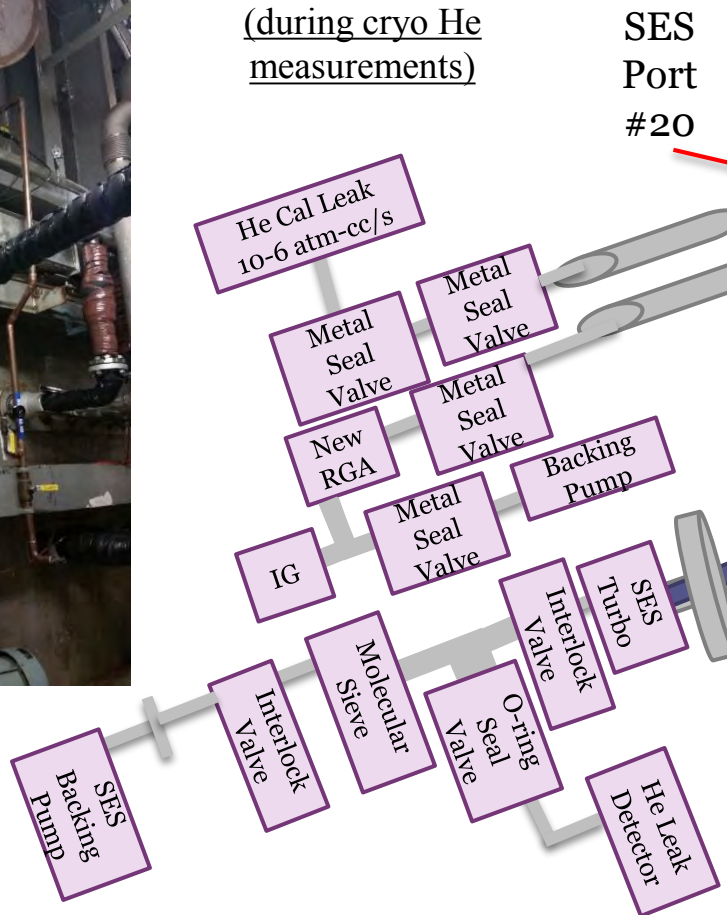 (during cryo He
measurements)
SES
Port
#20
He Cal Leak
10-6 atm-cc/s
Metal
Seal
Valve
Metal
Seal
Valve
New
RGA
Metal
Seal
Valve
Backing
Pump
Metal
Seal
Valve
IG
SES
Turbo
Interlock
Valve
Molecular
Sieve
O-ring
Seal
Valve
Interlock
Valve
SES
Backing
Pump
He Leak
Detector